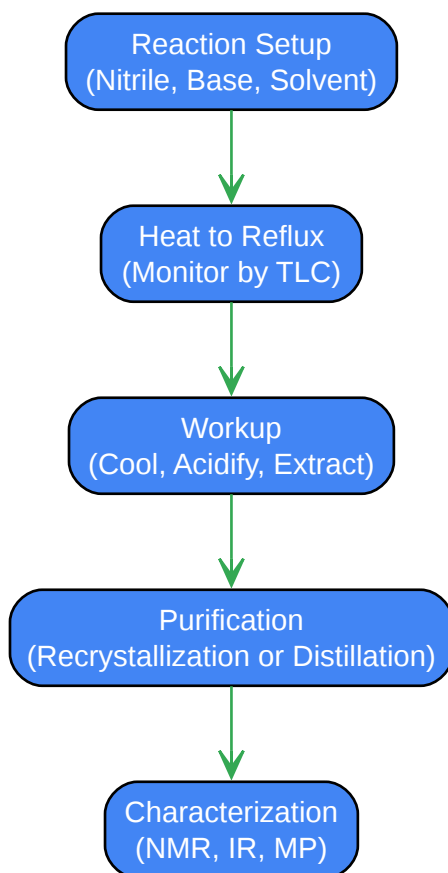 Reaction Setup
(Nitrile, Base, Solvent)
Heat to Reflux
(Monitor by TLC)
Workup
(Cool, Acidify, Extract)
Purification
(Recrystallization or Distillation)
Characterization
(NMR, IR, MP)